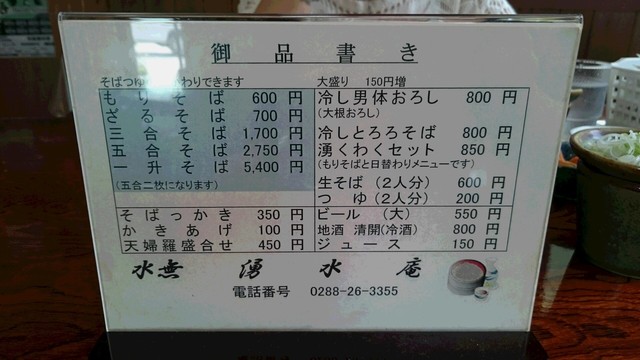 御品書き
そばつゆ わりできます
大盛り 150円増
もりそば 600円
ざるそば 700円
三合そば 1,700円
五合そば 2,750円
一升そば 5,400円
(五合二枚になります)
冷し男体おろし 800円
(大根おろし)
冷しとろろそば 800円
湧くわくセット 850円
(もりそばと日替わりメニューです)
生そば(2人分) 600円
つゆ(2人分) 200円
そばっかき 350円
かきあげ 100円
天婦羅盛合せ 450円
ビール (大) 550円
地酒 清開(冷酒) 800円
ジュース 150円
水無 湧水庵
電話番号 0288-26-3355